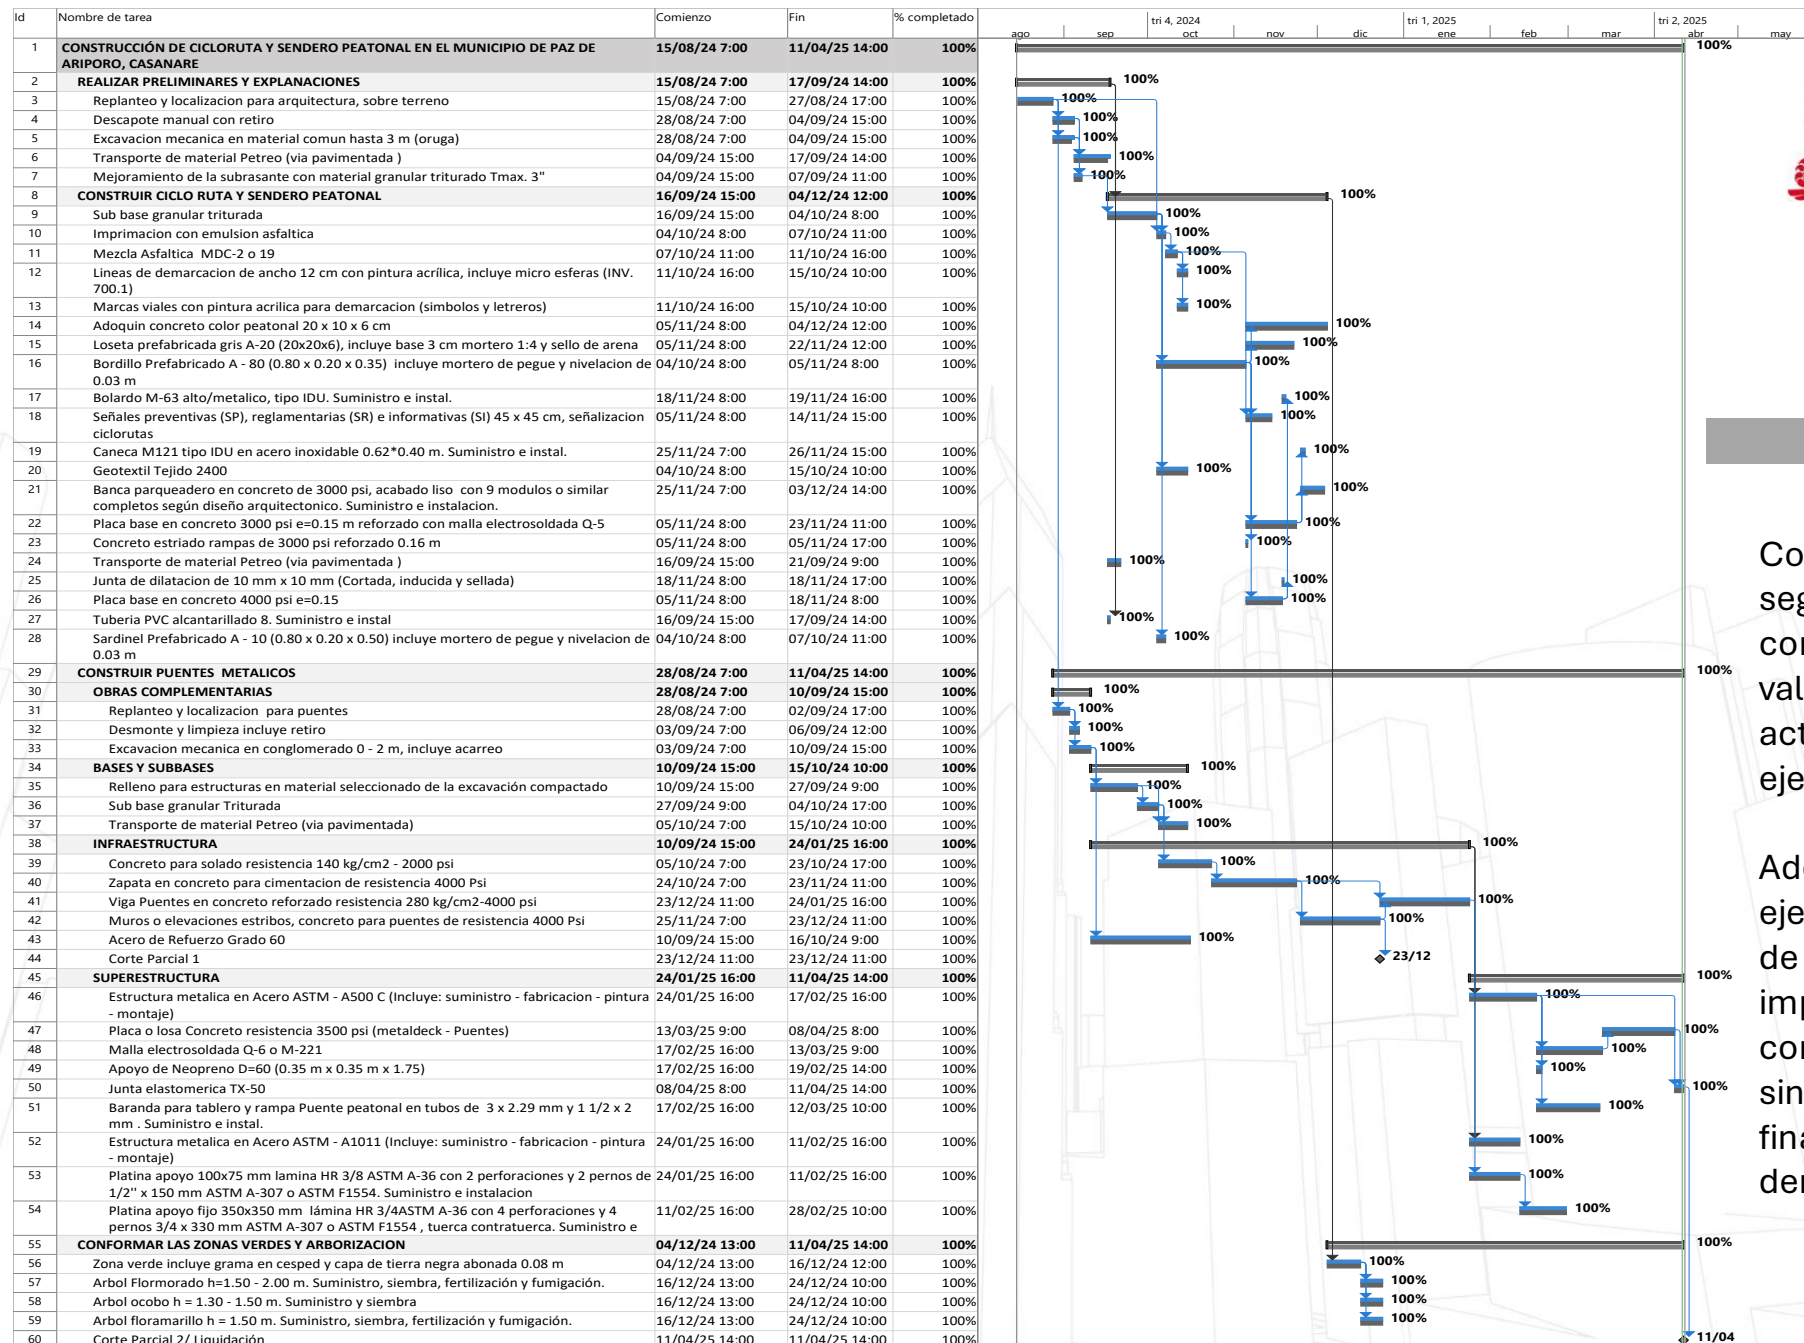 Id Nombre de tarea Comienzo Fin % completado
tri 4, 2024 tri 1, 2025 tri 2, 2025
ago sep oct nov dic ene feb mar abr may
1 CONSTRUCCIÓN DE CICLORUTA Y SENDERO PEATONAL EN EL MUNICIPIO DE PAZ DE 15/08/24 7:00 11/04/25 14:00 100% 100%
ARIPORO, CASANARE
2 REALIZAR PRELIMINARES Y EXPLANACIONES 15/08/24 7:00 17/09/24 14:00 100% 100%
3 Replanteo y localizacion para arquitectura, sobre terreno 15/08/24 7:00 27/08/24 17:00 100% 100%
4 Descapote manual con retiro 28/08/24 7:00 04/09/24 15:00 100% 100%
5 Excavacion mecanica en material comun hasta 3 m (oruga) 28/08/24 7:00 04/09/24 15:00 100% 100%
6 Transporte de material Petreo (via pavimentada ) 04/09/24 15:00 17/09/24 14:00 100% 100%
7 Mejoramiento de la subrasante con material granular triturado Tmax. 3" 04/09/24 15:00 07/09/24 11:00 100% 100%
8 CONSTRUIR CICLO RUTA Y SENDERO PEATONAL 16/09/24 15:00 04/12/24 12:00 100% 100%
9 Sub base granular triturada 16/09/24 15:00 04/10/24 8:00 100% 100%
10 Imprimacion con emulsion asfaltica 04/10/24 8:00 07/10/24 11:00 100% 100%
11 Mezcla Asfaltica MDC-2 o 19 07/10/24 11:00 11/10/24 16:00 100% 100%
12 Lineas de demarcacion de ancho 12 cm con pintura acrílica, incluye micro esferas (INV. 11/10/24 16:00 15/10/24 10:00 100% 100%
700.1)
13 Marcas viales con pintura acrilica para demarcacion (simbolos y letreros) 11/10/24 16:00 15/10/24 10:00 100% 100%
14 Adoquin concreto color peatonal 20 x 10 x 6 cm 05/11/24 8:00 04/12/24 12:00 100% 100%
15 Loseta prefabricada gris A-20 (20x20x6), incluye base 3 cm mortero 1:4 y sello de arena 05/11/24 8:00 22/11/24 12:00 100% 100%
16 Bordillo Prefabricado A - 80 (0.80 x 0.20 x 0.35) incluye mortero de pegue y nivelacion de 04/10/24 8:00 05/11/24 8:00 100% 100%
0.03 m
17 Bolardo M-63 alto/metalico, tipo IDU. Suministro e instal. 18/11/24 8:00 19/11/24 16:00 100% 100%
18 Señales preventivas (SP), reglamentarias (SR) e informativas (SI) 45 x 45 cm, señalizacion 05/11/24 8:00 14/11/24 15:00 100% 100%
ciclorutas
19 Caneca M121 tipo IDU en acero inoxidable 0.62*0.40 m. Suministro e instal. 25/11/24 7:00 26/11/24 15:00 100% 100%
20 Geotextil Tejido 2400 04/10/24 8:00 15/10/24 10:00 100% 100%
21 Banca parqueadero en concreto de 3000 psi, acabado liso con 9 modulos o similar 25/11/24 7:00 03/12/24 14:00 100% 100%
completos según diseño arquitectonico. Suministro e instalacion.
22 Placa base en concreto 3000 psi e=0.15 m reforzado con malla electrosoldada Q-5 05/11/24 8:00 23/11/24 11:00 100% 100%
23 Concreto estriado rampas de 3000 psi reforzado 0.16 m 05/11/24 8:00 05/11/24 17:00 100% 100%
24 Transporte de material Petreo (via pavimentada ) 16/09/24 15:00 21/09/24 9:00 100% 100%
25 Junta de dilatacion de 10 mm x 10 mm (Cortada, inducida y sellada) 18/11/24 8:00 18/11/24 17:00 100% 100%
26 Placa base en concreto 4000 psi e=0.15 05/11/24 8:00 18/11/24 8:00 100% 100%
27 Tuberia PVC alcantarillado 8. Suministro e instal 16/09/24 15:00 17/09/24 14:00 100% 100%
28 Sardinel Prefabricado A - 10 (0.80 x 0.20 x 0.50) incluye mortero de pegue y nivelacion de 04/10/24 8:00 07/10/24 11:00 100% 100%
0.03 m
29 CONSTRUIR PUENTES METALICOS 28/08/24 7:00 11/04/25 14:00 100% 100%
30 OBRAS COMPLEMENTARIAS 28/08/24 7:00 10/09/24 15:00 100% 100%
31 Replanteo y localizacion para puentes 28/08/24 7:00 02/09/24 17:00 100% 100%
32 Desmonte y limpieza incluye retiro 03/09/24 7:00 06/09/24 12:00 100% 100%
33 Excavacion mecanica en conglomerado 0 - 2 m, incluye acarreo 03/09/24 7:00 10/09/24 15:00 100% 100%
34 BASES Y SUBBASES 10/09/24 15:00 15/10/24 10:00 100% 100%
35 Relleno para estructuras en material seleccionado de la excavación compactado 10/09/24 15:00 27/09/24 9:00 100% 100%
36 Sub base granular Triturada 27/09/24 9:00 04/10/24 17:00 100% 100%
37 Transporte de material Petreo (via pavimentada) 05/10/24 7:00 15/10/24 10:00 100% 100%
38 INFRAESTRUCTURA 10/09/24 15:00 24/01/25 16:00 100% 100%
39 Concreto para solado resistencia 140 kg/cm2 - 2000 psi 05/10/24 7:00 23/10/24 17:00 100% 100%
40 Zapata en concreto para cimentacion de resistencia 4000 Psi 24/10/24 7:00 23/11/24 11:00 100% 100%
41 Viga Puentes en concreto reforzado resistencia 280 kg/cm2-4000 psi 23/12/24 11:00 24/01/25 16:00 100% 100%
42 Muros o elevaciones estribos, concreto para puentes de resistencia 4000 Psi 25/11/24 7:00 23/12/24 11:00 100% 100%
43 Acero de Refuerzo Grado 60 10/09/24 15:00 16/10/24 9:00 100% 100%
44 Corte Parcial 1 23/12/24 11:00 23/12/24 11:00 100% 23/12
45 SUPERESTRUCTURA 24/01/25 16:00 11/04/25 14:00 100% 100%
46 Estructura metalica en Acero ASTM - A500 C (Incluye: suministro - fabricacion - pintura 24/01/25 16:00 17/02/25 16:00 100% 100%
- montaje)
47 Placa o losa Concreto resistencia 3500 psi (metaldeck - Puentes) 13/03/25 9:00 08/04/25 8:00 100% 100%
48 Malla electrosoldada Q-6 o M-221 17/02/25 16:00 13/03/25 9:00 100% 100%
49 Apoyo de Neopreno D=60 (0.35 m x 0.35 m x 1.75) 17/02/25 16:00 19/02/25 14:00 100% 100%
50 Junta elastomerica TX-50 08/04/25 8:00 11/04/25 14:00 100% 100%
51 Baranda para tablero y rampa Puente peatonal en tubos de 3 x 2.29 mm y 1 1/2 x 2 17/02/25 16:00 12/03/25 10:00 100% 100%
mm . Suministro e instal.
52 Estructura metalica en Acero ASTM - A1011 (Incluye: suministro - fabricacion - pintura 24/01/25 16:00 11/02/25 16:00 100% 100%
- montaje)
53 Platina apoyo 100x75 mm lamina HR 3/8 ASTM A-36 con 2 perforaciones y 2 pernos de 24/01/25 16:00 11/02/25 16:00 100% 100%
1/2'' x 150 mm ASTM A-307 o ASTM F1554. Suministro e instalacion
54 Platina apoyo fijo 350x350 mm lámina HR 3/4ASTM A-36 con 4 perforaciones y 4 11/02/25 16:00 28/02/25 10:00 100% 100%
pernos 3/4 x 330 mm ASTM A-307 o ASTM F1554 , tuerca contratuerca. Suministro e
55 CONFORMAR LAS ZONAS VERDES Y ARBORIZACION 04/12/24 13:00 11/04/25 14:00 100% 100%
56 Zona verde incluye grama en cesped y capa de tierra negra abonada 0.08 m 04/12/24 13:00 16/12/24 12:00 100% 100%
57 Arbol Flormorado h=1.50 - 2.00 m. Suministro, siembra, fertilización y fumigación. 16/12/24 13:00 24/12/24 10:00 100% 100%
58 Arbol ocobo h = 1.30 - 1.50 m. Suministro y siembra 16/12/24 13:00 24/12/24 10:00 100% 100%
59 Arbol floramarillo h = 1.50 m. Suministro, siembra, fertilización y fumigación. 16/12/24 13:00 24/12/24 10:00 100% 100%
60 Corte Parcial 2/ Liquidación 11/04/25 14:00 11/04/25 14:00 100% 11/04